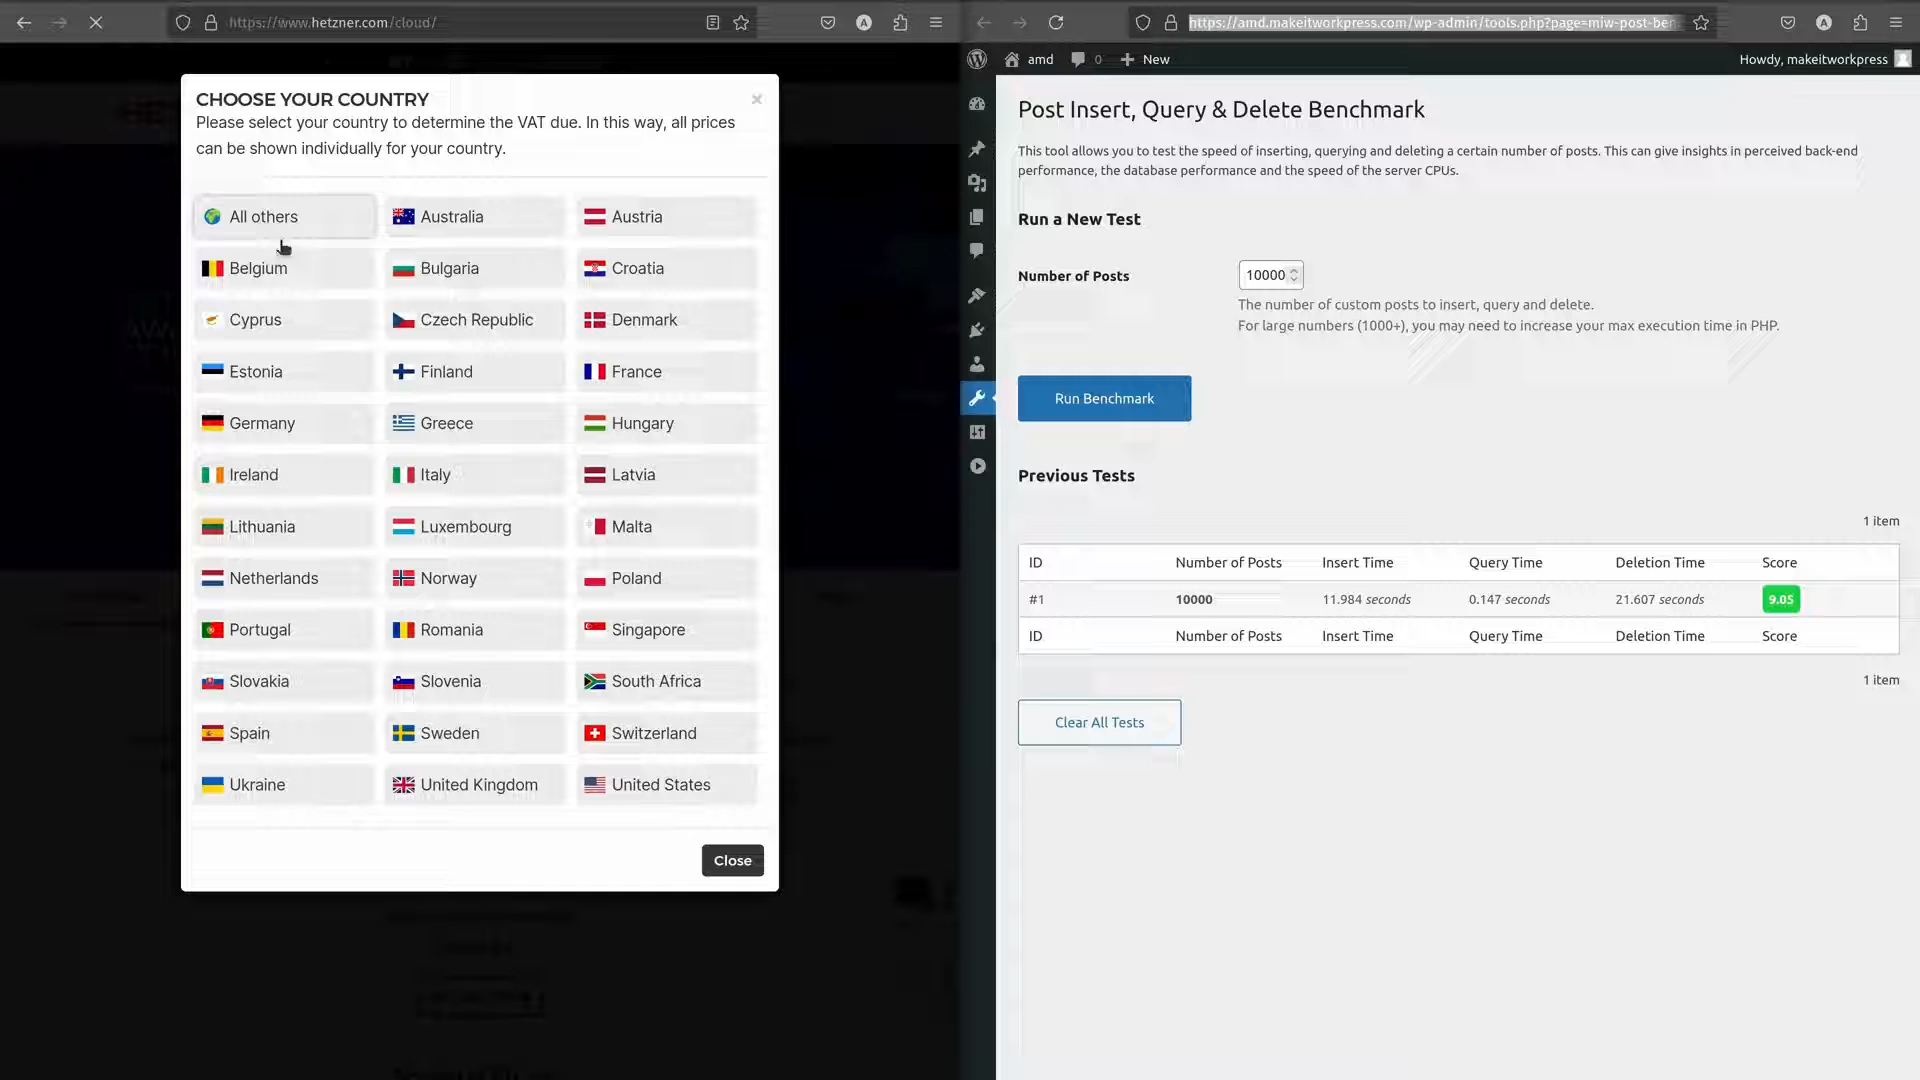 https://www.hetzner.com/cloud/
CHOOSE YOUR COUNTRY
×
Please select your country to determine the VAT due. In this way, all prices
can be shown individually for your country.
All others
Australia
Austria
Belgium
Bulgaria
Croatia
Cyprus
Czech Republic
Denmark
Estonia
Finland
France
Germany
Greece
Hungary
Ireland
Italy
Latvia
Lithuania
Luxembourg
Malta
Netherlands
Norway
Poland
Portugal
Romania
Singapore
Slovakia
Slovenia
South Africa
Spain
Sweden
Switzerland
Ukraine
United Kingdom
United States
Close
https://amd.makeitworkpress.com/wp-admin/tools.php?page=miw-post-ben
amd
0
New
Howdy, makeitworkpress
Post Insert, Query & Delete Benchmark
This tool allows you to test the speed of inserting, querying and deleting a certain number of posts. This can give insights in perceived back-end
performance, the database performance and the speed of the server CPUs.
Run a New Test
Number of Posts
10000
The number of custom posts to insert, query and delete.
For large numbers (1000+), you may need to increase your max execution time in PHP.
Run Benchmark
Previous Tests
1 item
ID Number of Posts Insert Time Query Time Deletion Time Score
#1 10000 11.984 seconds 0.147 seconds 21.607 seconds 9.05
ID Number of Posts Insert Time Query Time Deletion Time Score
1 item
Clear All Tests